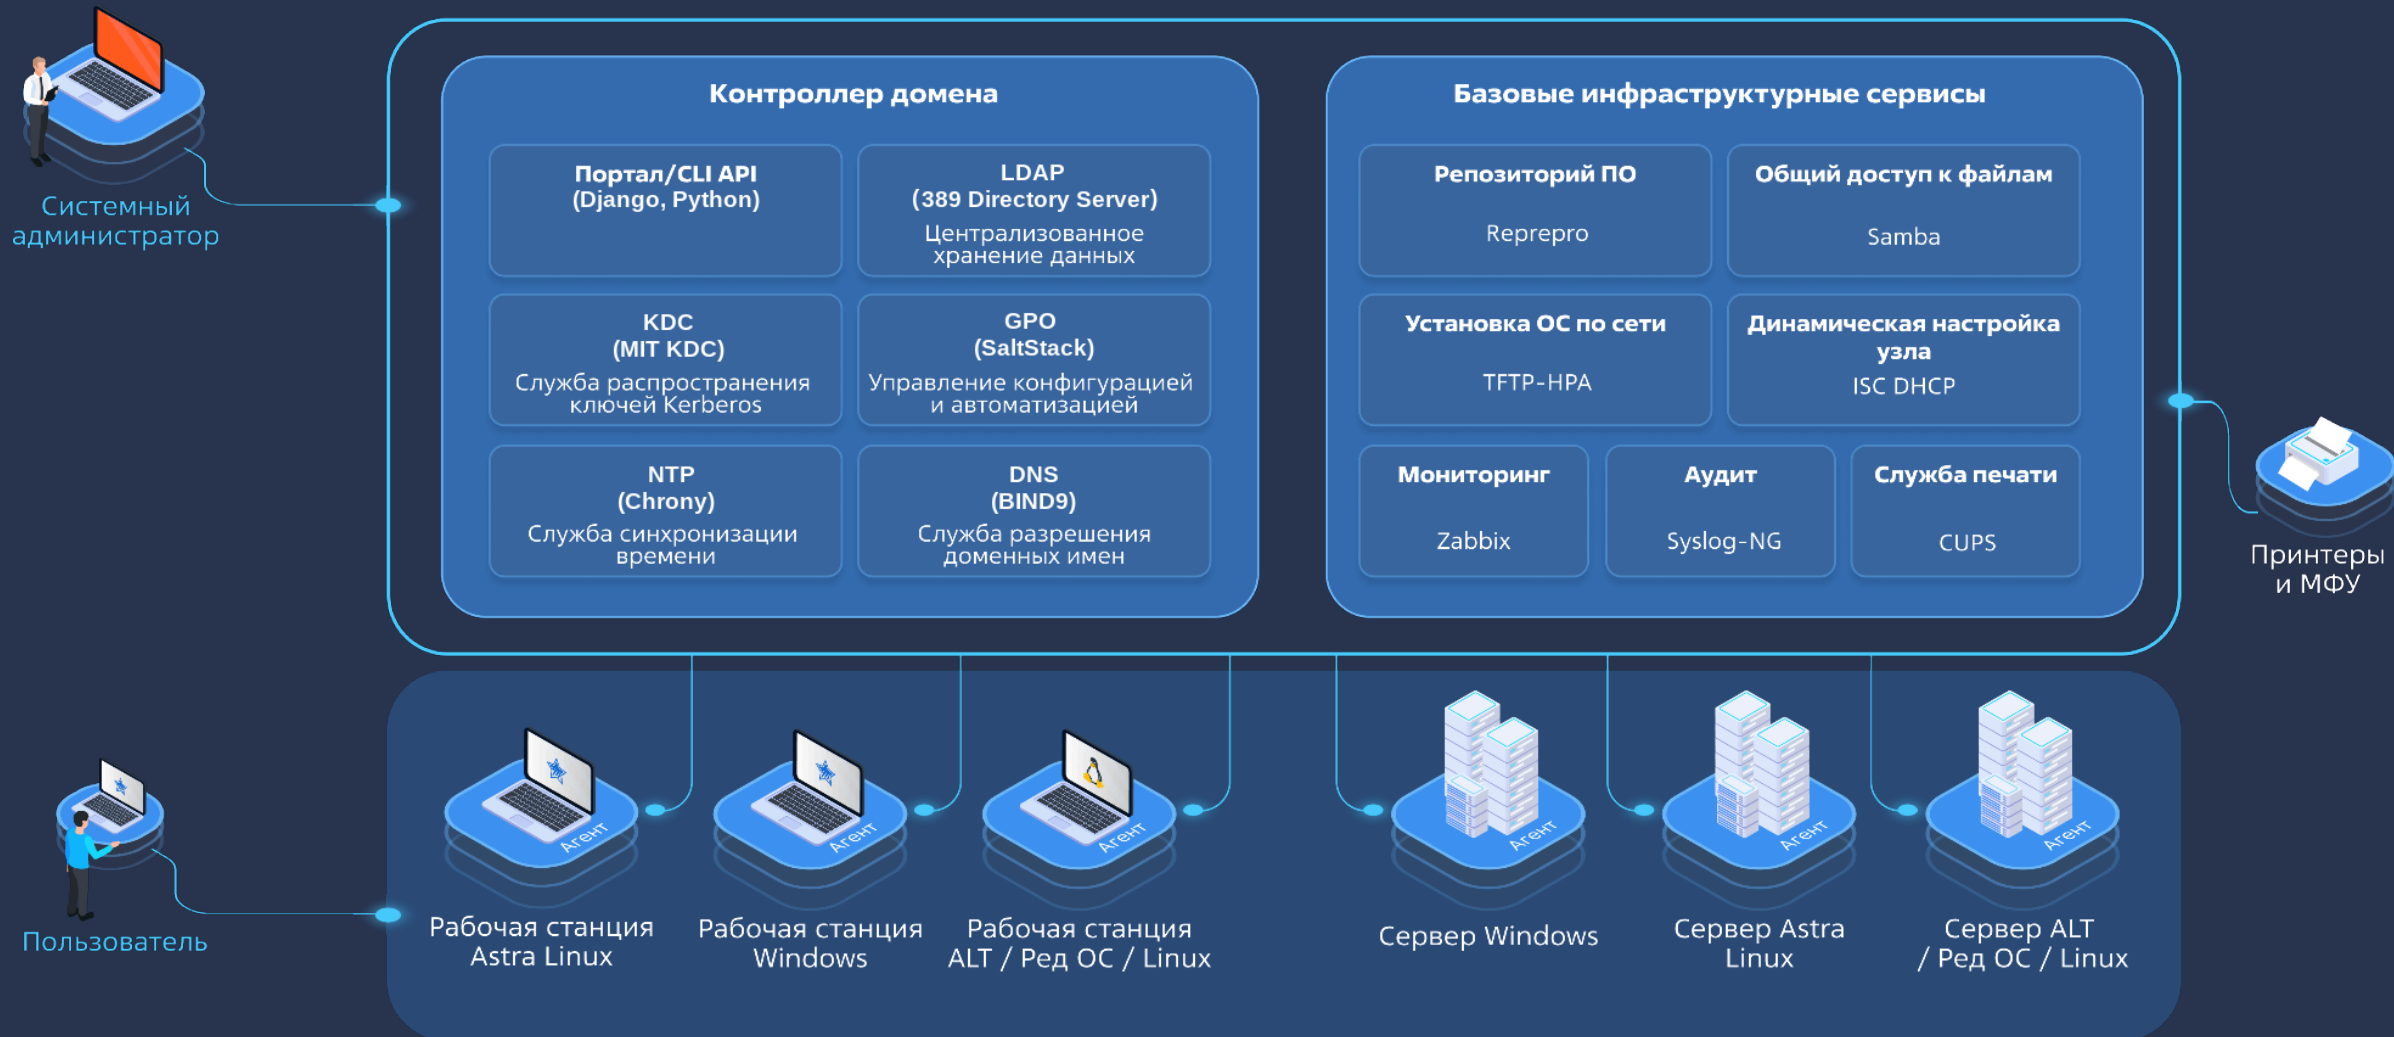 Системный
администратор
Контроллер домена
Портал/CLI API
(Django, Python)
LDAP
(389 Directory Server)
Централизованное
хранение данных
KDC
(MIT KDC)
Служба распространения
ключей Kerberos
GPO
(SaltStack)
Управление конфигурацией
и автоматизацией
NTP
(Chrony)
Служба синхронизации
времени
DNS
(BIND9)
Служба разрешения
доменных имен
Базовые инфраструктурные сервисы
Репозиторий ПО
Reprepro
Общий доступ к файлам
Samba
Установка ОС по сети
TFTP-HPA
Динамическая настройка
узла
ISC DHCP
Мониторинг
Zabbix
Аудит
Syslog-NG
Служба печати
CUPS
Принтеры
и МФУ
Пользователь
Агент
Рабочая станция
Astra Linux
Агент
Рабочая станция
Windows
Агент
Рабочая станция
ALT / Ред ОС / Linux
Агент
Сервер Windows
Агент
Сервер Astra
Linux
Агент
Сервер ALT
/ Ред ОС / Linux